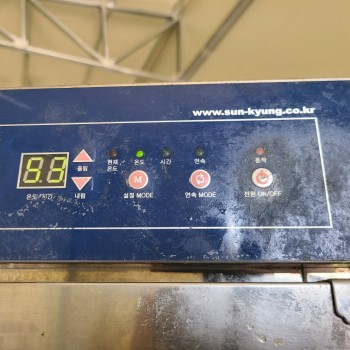 www.sun-kyung.co.kr
현재 온도
온도
시간
연속
동작
올림
내림
온도 / 시간
M
설정 MODE
연속 MODE
전원 ON/OFF